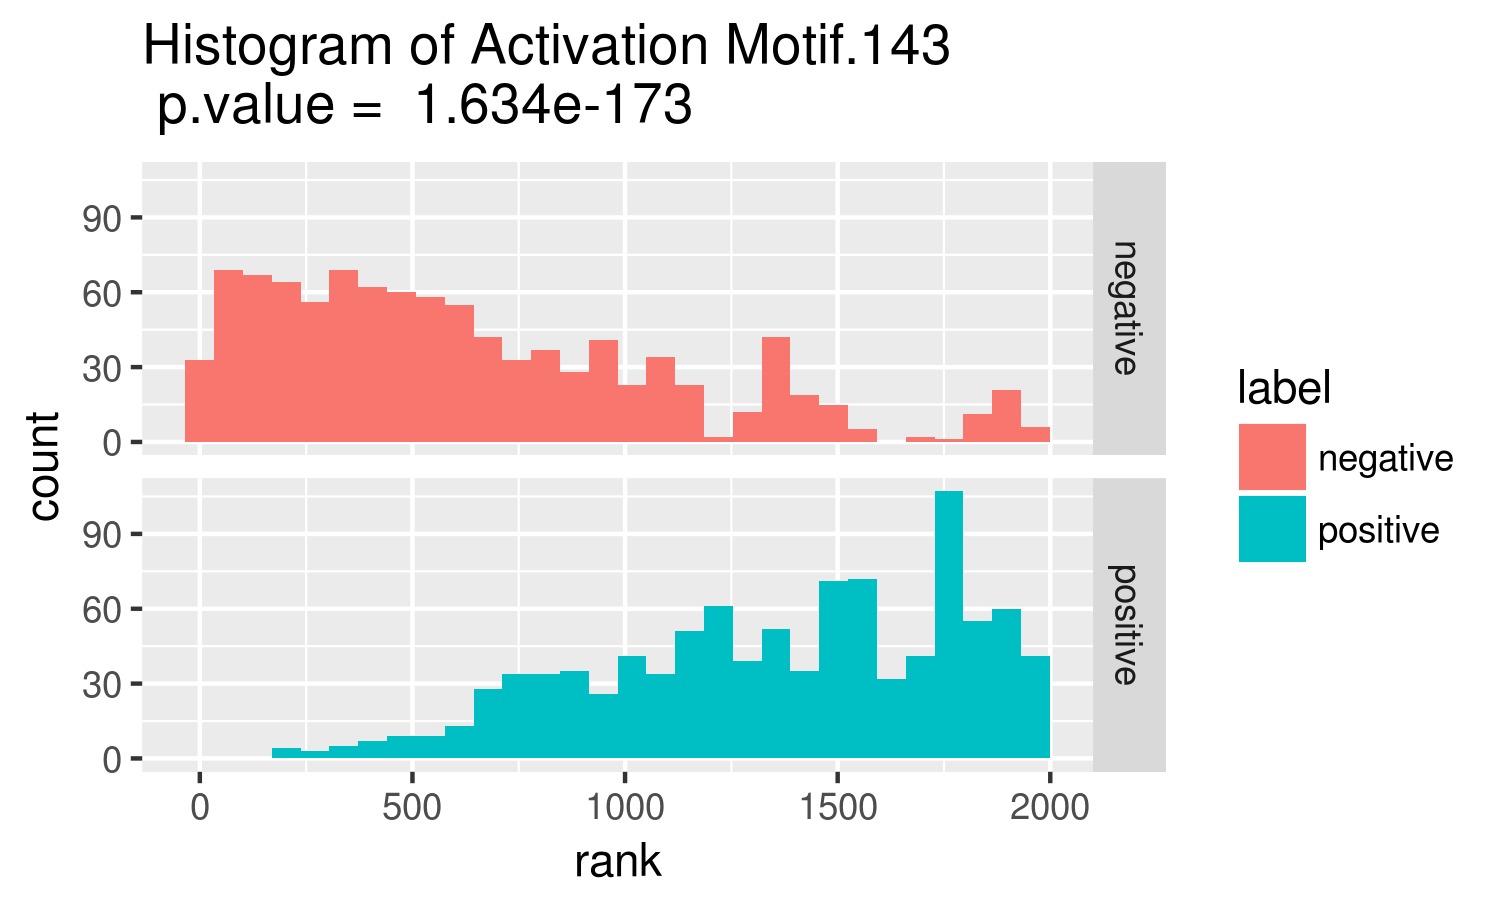 Histogram of Activation Motif.143
p.value = 1.634e-173
count
90
60
30
0
negative
90
60
30
0
positive
0 500 1000 1500 2000
rank
label
negative
positive